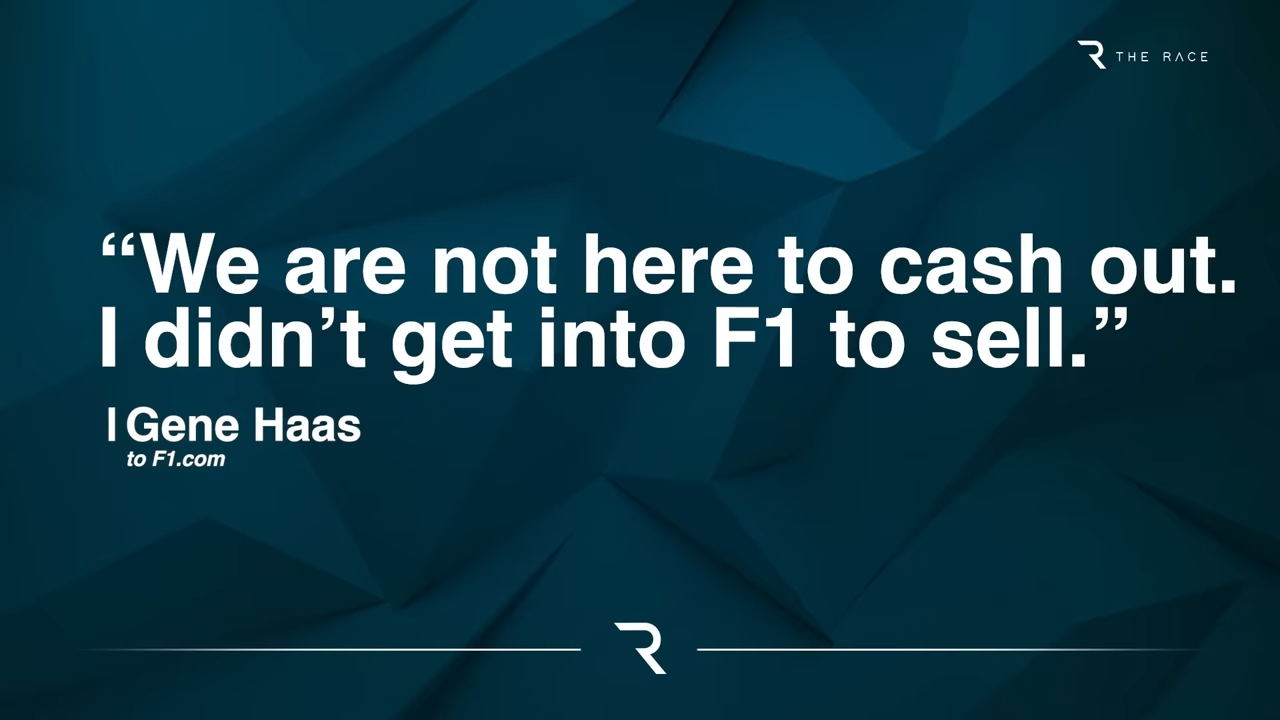 THE RACE
“We are not here to cash out.
I didn’t get into F1 to sell.”
Gene Haas
to F1.com